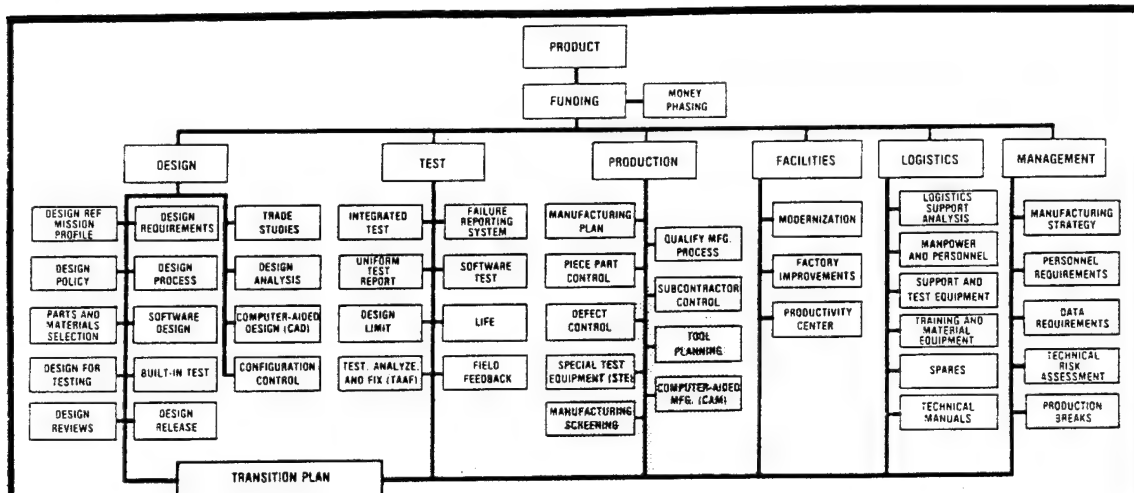 PRODUCT
FUNDING
MONEY
PHASING
DESIGN
TEST
PRODUCTION
FACILITIES
LOGISTICS
MANAGEMENT
DESIGN REF
MISSION
PROFILE
DESIGN
POLICY
PARTS AND
MATERIALS
SELECTION
DESIGN FOR
TESTING
DESIGN
REVIEWS
DESIGN
REQUIREMENTS
DESIGN
PROCESS
SOFTWARE
DESIGN
BUILT-IN TEST
DESIGN
RELEASE
TRADE
STUDIES
DESIGN
ANALYSIS
COMPUTER-AIDED
DESIGN (CAD)
CONFIGURATION
CONTROL
INTEGRATED
TEST
UNIFORM
TEST
REPORT
DESIGN
LIMIT
TEST, ANALYZE,
AND FIX (TAAF)
FAILURE
REPORTING
SYSTEM
SOFTWARE
TEST
LIFE
FIELD
FEEDBACK
MANUFACTURING
PLAN
PIECE PART
CONTROL
DEFECT
CONTROL
SPECIAL TEST
EQUIPMENT (STE)
MANUFACTURING
SCREENING
QUALIFY MFG.
PROCESS
SUBCONTRACTOR
CONTROL
TOOL
PLANNING
COMPUTER-AIDED
MFG. (CAM)
MODERNIZATION
FACTORY
IMPROVEMENTS
PRODUCTIVITY
CENTER
LOGISTICS
SUPPORT
ANALYSIS
MANPOWER
AND PERSONNEL
SUPPORT AND
TEST EQUIPMENT
TRAINING AND
MATERIAL
EQUIPMENT
SPARES
TECHNICAL
MANUALS
MANUFACTURING
STRATEGY
PERSONNEL
REQUIREMENTS
DATA
REQUIREMENTS
TECHNICAL
RISK
ASSESSMENT
PRODUCTION
BREAKS
TRANSITION PLAN